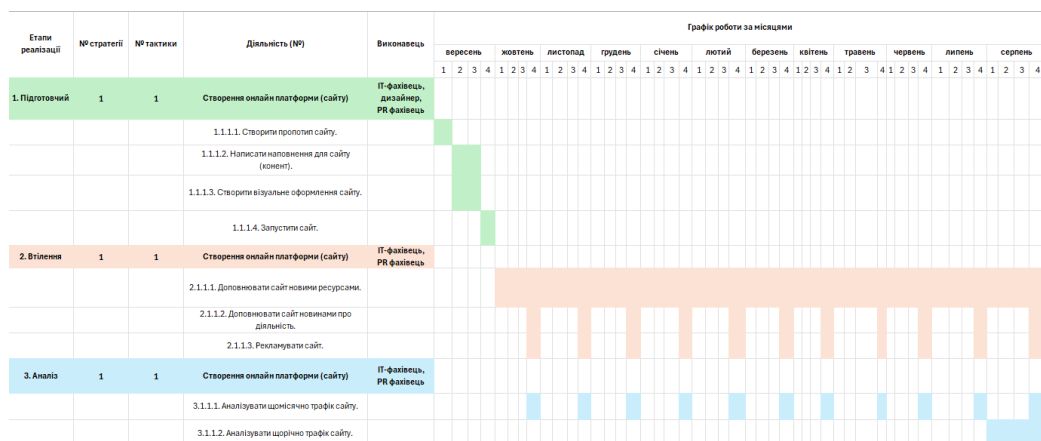 Графік роботи за місяцями
Етапи
реалізації
№ стратегії
№ тактики
Діяльність (№)
Виконавець
вересень жовтень листопад грудень січень лютий березень квітень травень червень липень серпень
1 2 3 4 1 2 3 4 1 2 3 4 1 2 3 4 1 2 3 4 1 2 3 4 1 2 3 4 1 2 3 4 1 2 3 4 1 2 3 4 1 2 3 4 1 2 3 4
1. Підготовчий 1 1 Створення онлайн платформи (сайту)
ІТ-фахівець,
дизайнер,
PR фахівець
1.1.1.1. Створити пропотип сайту.
1.1.1.2. Написати наповнення для сайту
(конент).
1.1.1.3. Створити візуальне оформлення сайту.
1.1.1.4. Запустити сайт.
2. Втілення 1 1 Створення онлайн платформи (сайту)
ІТ-фахівець,
PR фахівець
2.1.1.1. Доповнювати сайт новими ресурсами.
2.1.1.2. Доповнювати сайт новинами про
діяльність.
2.1.1.3. Рекламувати сайт.
3. Аналіз 1 1 Створення онлайн платформи (сайту)
ІТ-фахівець,
PR фахівець
3.1.1.1. Аналізувати щомісячно трафік сайту.
3.1.1.2. Аналізувати щорічно трафік сайту.